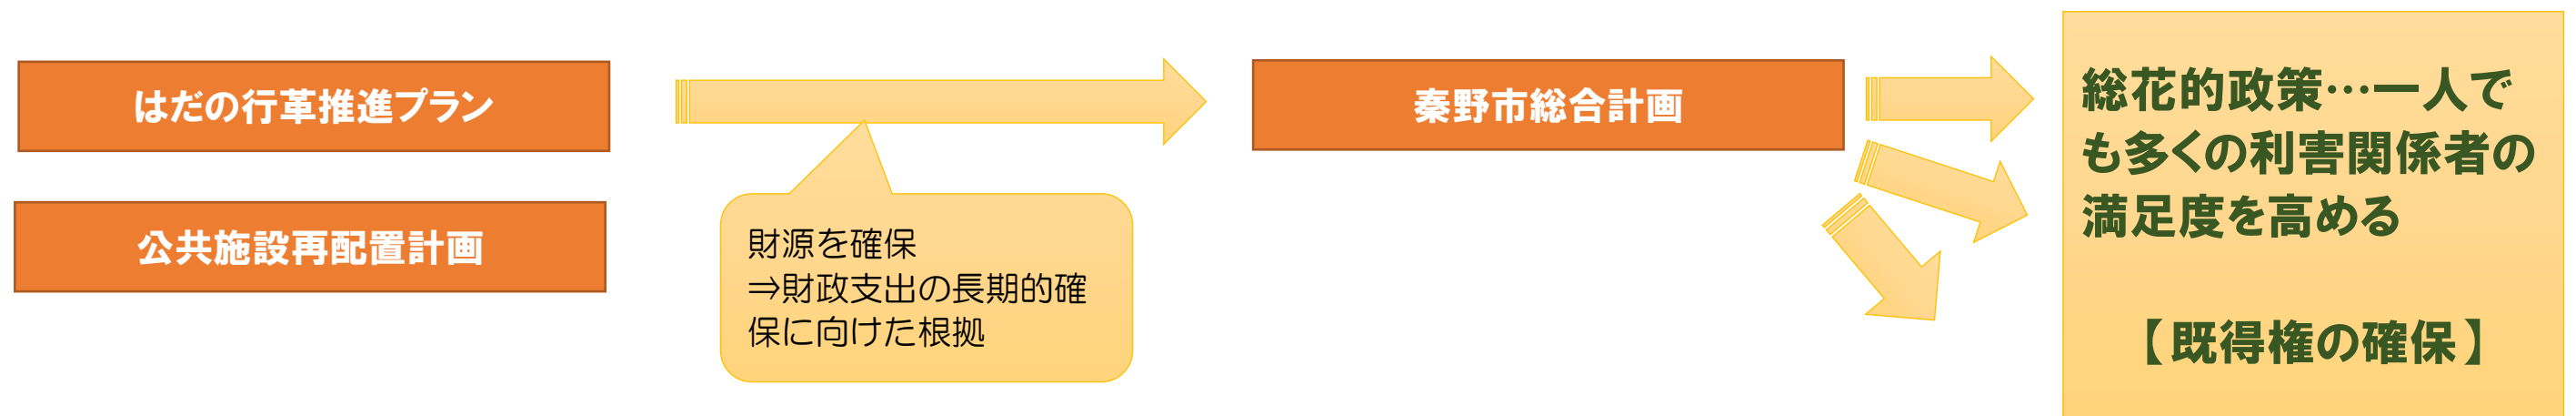 はだの行革推進プラン
公共施設再配置計画
財源を確保
⇒財政支出の長期的確
保に向けた根拠
秦野市総合計画
総花的政策…一人で
も多くの利害関係者の
満足度を高める
【既得権の確保】